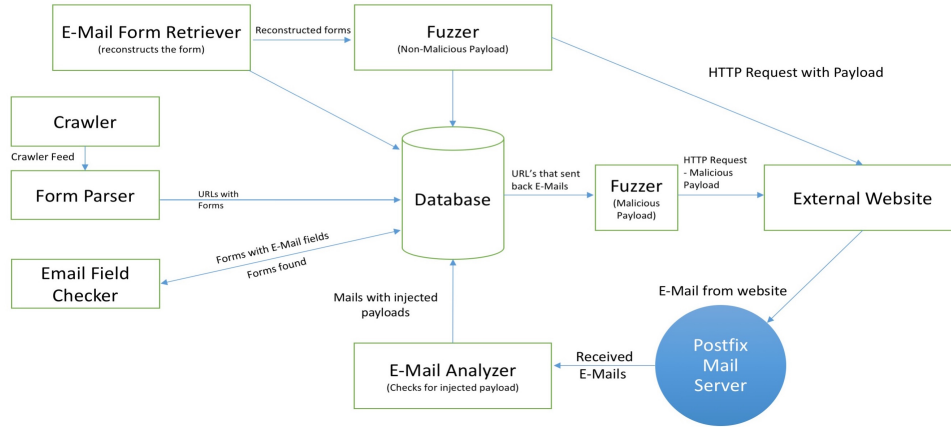 E-Mail Form Retriever
(reconstructs the form)
Reconstructed forms
Fuzzer
(Non-Malicious Payload)
HTTP Request with Payload
Crawler
Crawler Feed
Form Parser
URLs with
Forms
Database
URL's that sent
back E-Mails
Fuzzer
(Malicious
Payload)
HTTP Request
- Malicious
Payload
External Website
Email Field
Checker
Forms with E-Mail fields
Forms found
Mails with injected
payloads
E-Mail from website
E-Mail Analyzer
(Checks for injected payload)
Received
E-Mails
Postfix
Mail
Server